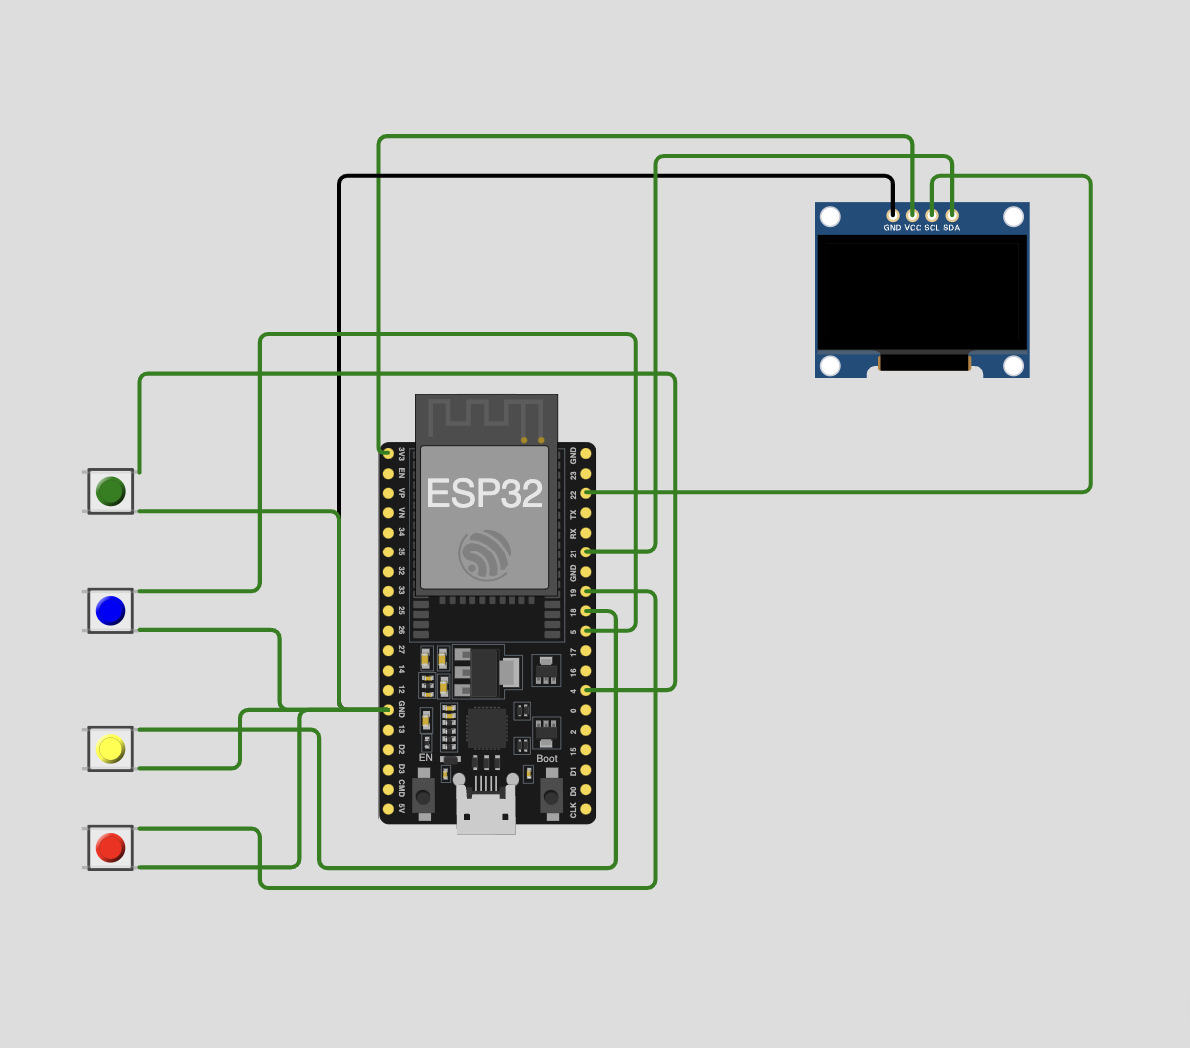 GND VCC SCL SDA
ESP32
3V3
EN
VP
VN
34
35
32
33
25
26
27
14
12
GND
13
D2
D3
CMD
5V
GND
23
22
TX
RX
21
GND
19
18
5
17
16
4
0
2
15
D1
D0
CLK
EN
Boot